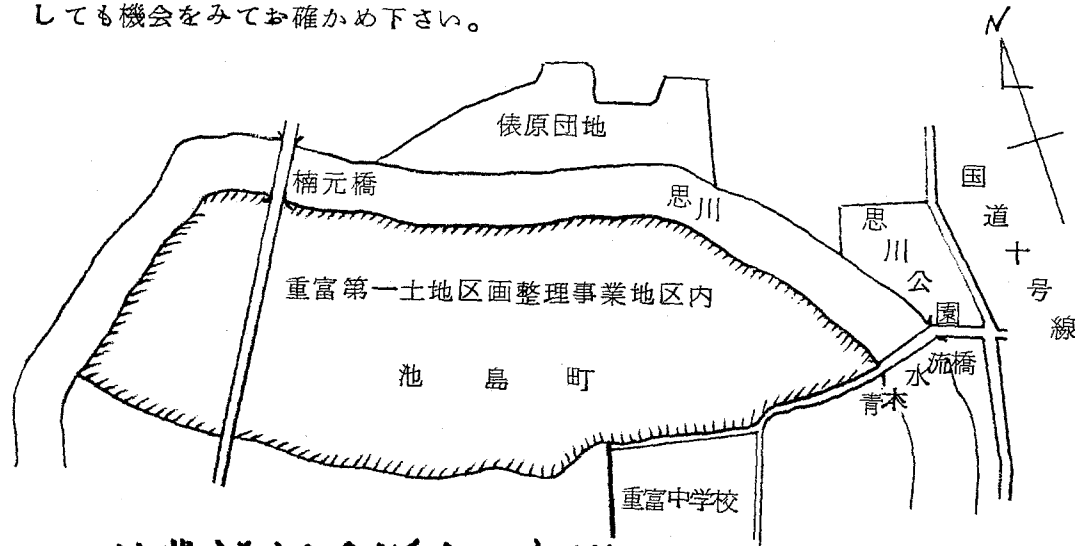 しても機会をみてお確かめ下さい。
N
俵原団地
楠元橋
思川
思川公園
国道十号線
重富第一土地区画整理事業地区内
池島町
青木水流橋
重富中学校